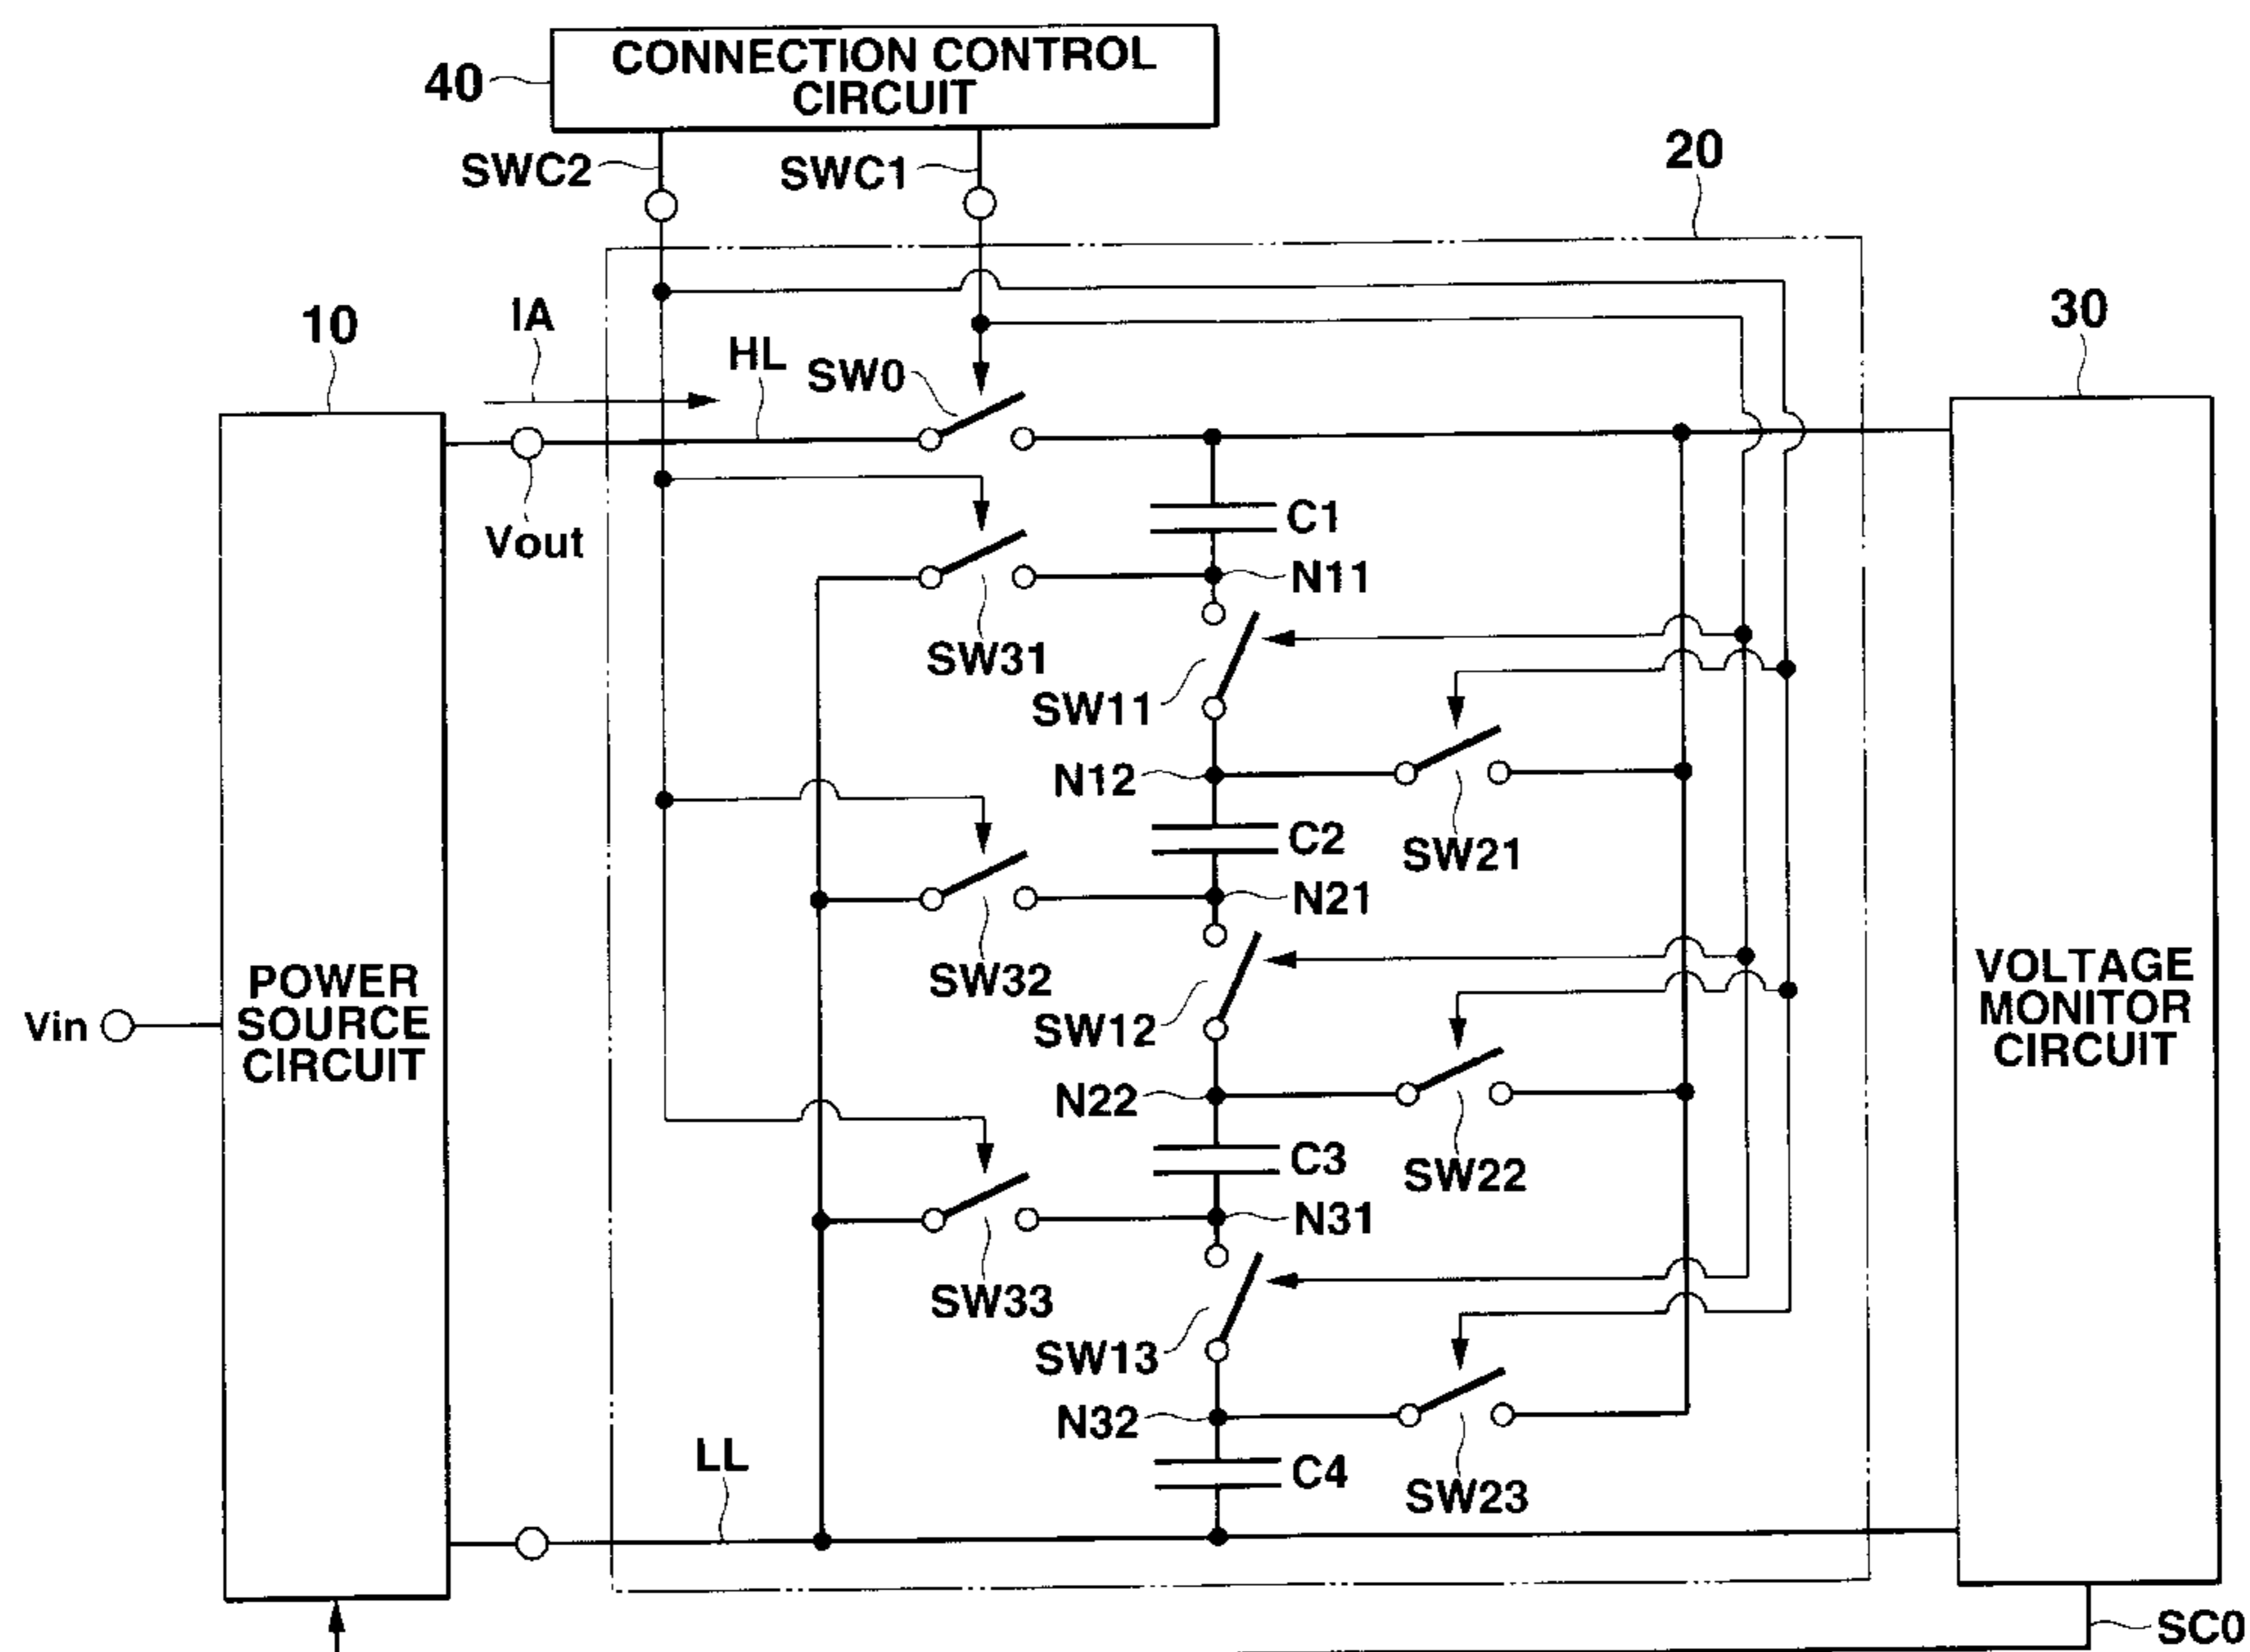 CONNECTION CONTROL
CIRCUIT
40
SWC2
SWC1
20
10
IA
HL
SW0
30
Vout
C1
N11
SW31
SW11
N12
C2
SW21
N21
SW32
POWER
SOURCE
CIRCUIT
Vin
SW12
VOLTAGE
MONITOR
CIRCUIT
N22
C3
SW22
N31
SW33
SW13
N32
LL
C4
SW23
SC0